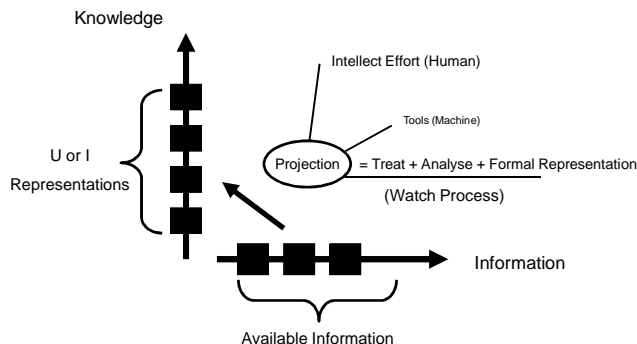 Knowledge
Intellect Effort (Human)
Tools (Machine)
U or I
Representations
Projection
= Treat + Analyse + Formal Representation
(Watch Process)
Information
Available Information